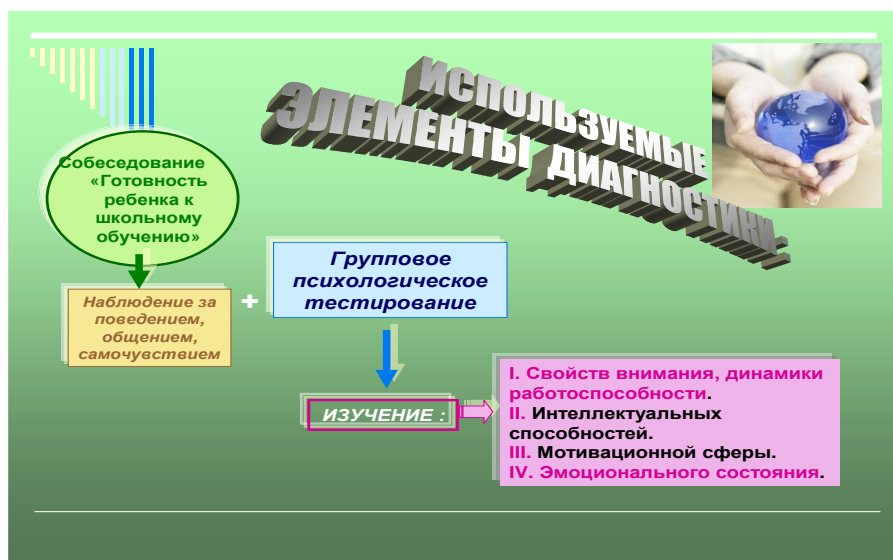 ИСПОЛЬЗУЕМЫЕ
ЭЛЕМЕНТЫ ДИАГНОСТИКИ:
Собеседование
«Готовность
ребенка к
школьному
обучению»
Наблюдение за
поведением,
общением,
самочувствием
+
Групповое
психологическое
тестирование
ИЗУЧЕНИЕ :
I. Свойств внимания, динамики
работоспособности.
II. Интеллектуальных
способностей.
III. Мотивационной сферы.
IV. Эмоционального состояния.